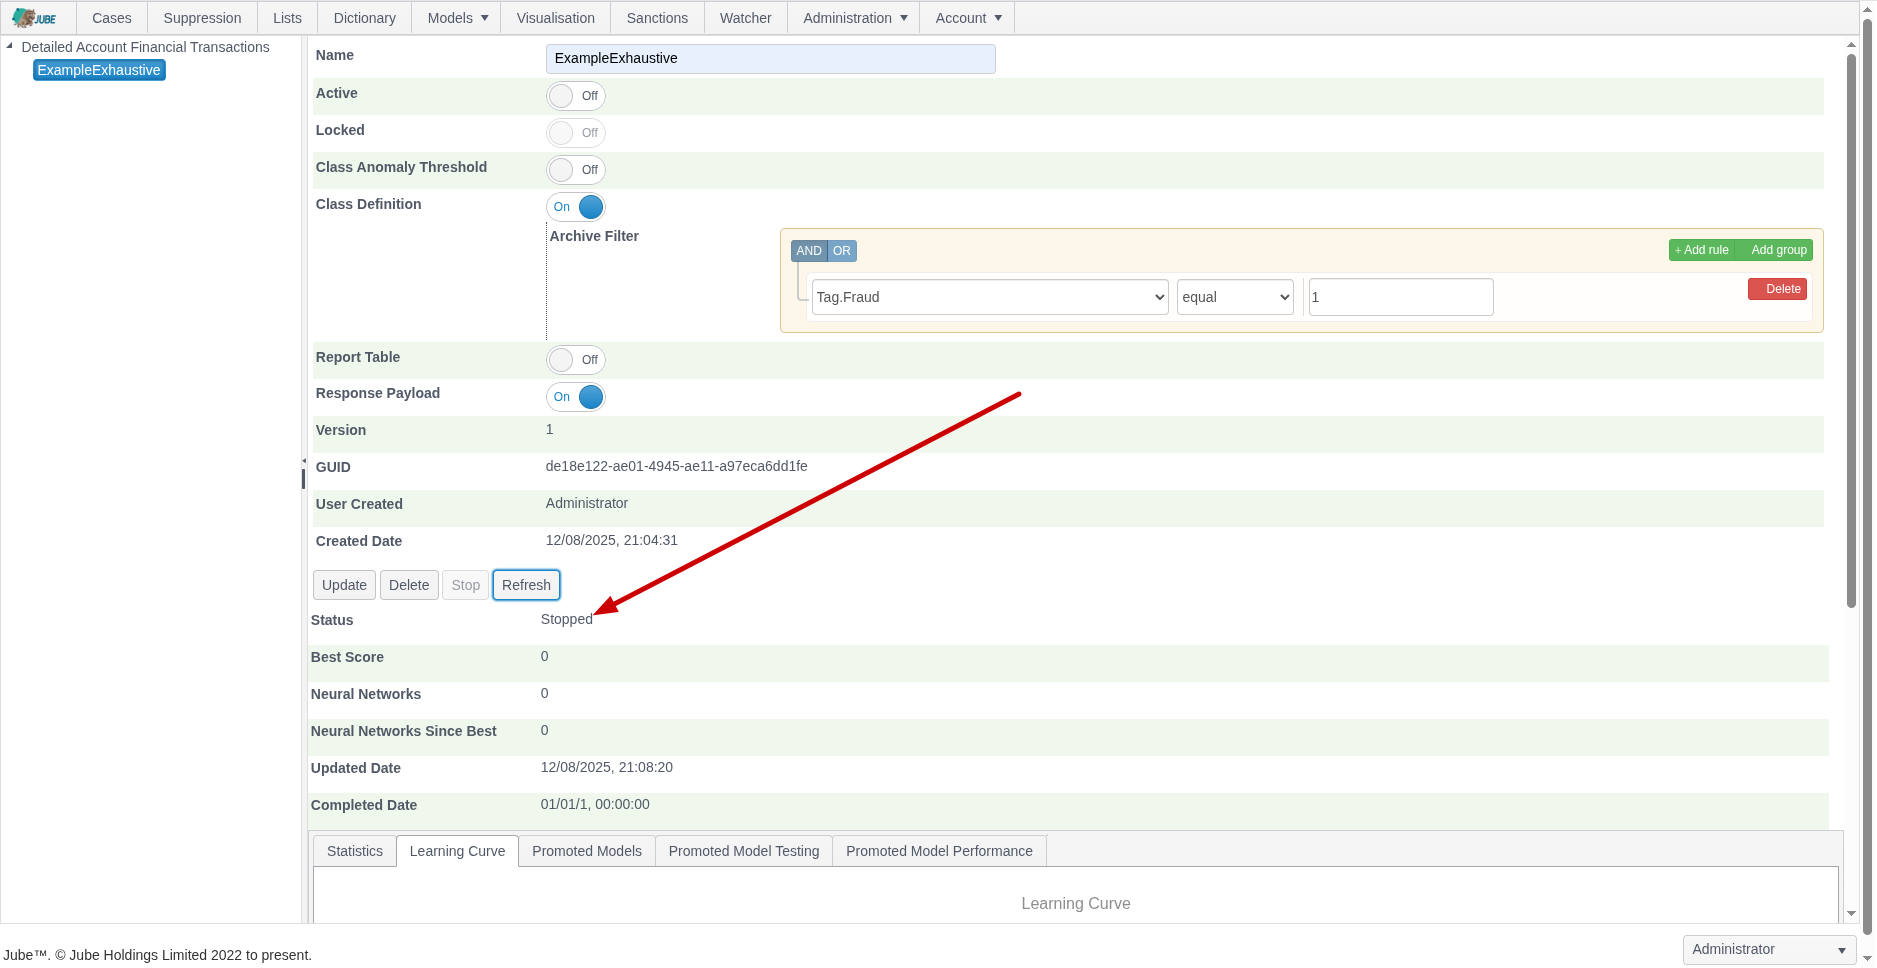 JUBE Cases Suppression Lists Dictionary Models Visualisation Sanctions Watcher Administration Account
Detailed Account Financial Transactions
ExampleExhaustive
Name ExampleExhaustive
Active Off
Locked Off
Class Anomaly Threshold Off
Class Definition On
Archive Filter
AND OR + Add rule Add group
Tag.Fraud equal 1 Delete
Report Table Off
Response Payload On
Version 1
GUID de18e122-ae01-4945-ae11-a97eca6dd1fe
User Created Administrator
Created Date 12/08/2025, 21:04:31
Update Delete Stop Refresh
Status Stopped
Best Score 0
Neural Networks 0
Neural Networks Since Best 0
Updated Date 12/08/2025, 21:08:20
Completed Date 01/01/1, 00:00:00
Statistics Learning Curve Promoted Models Promoted Model Testing Promoted Model Performance
Learning Curve
Jube™. © Jube Holdings Limited 2022 to present. Administrator